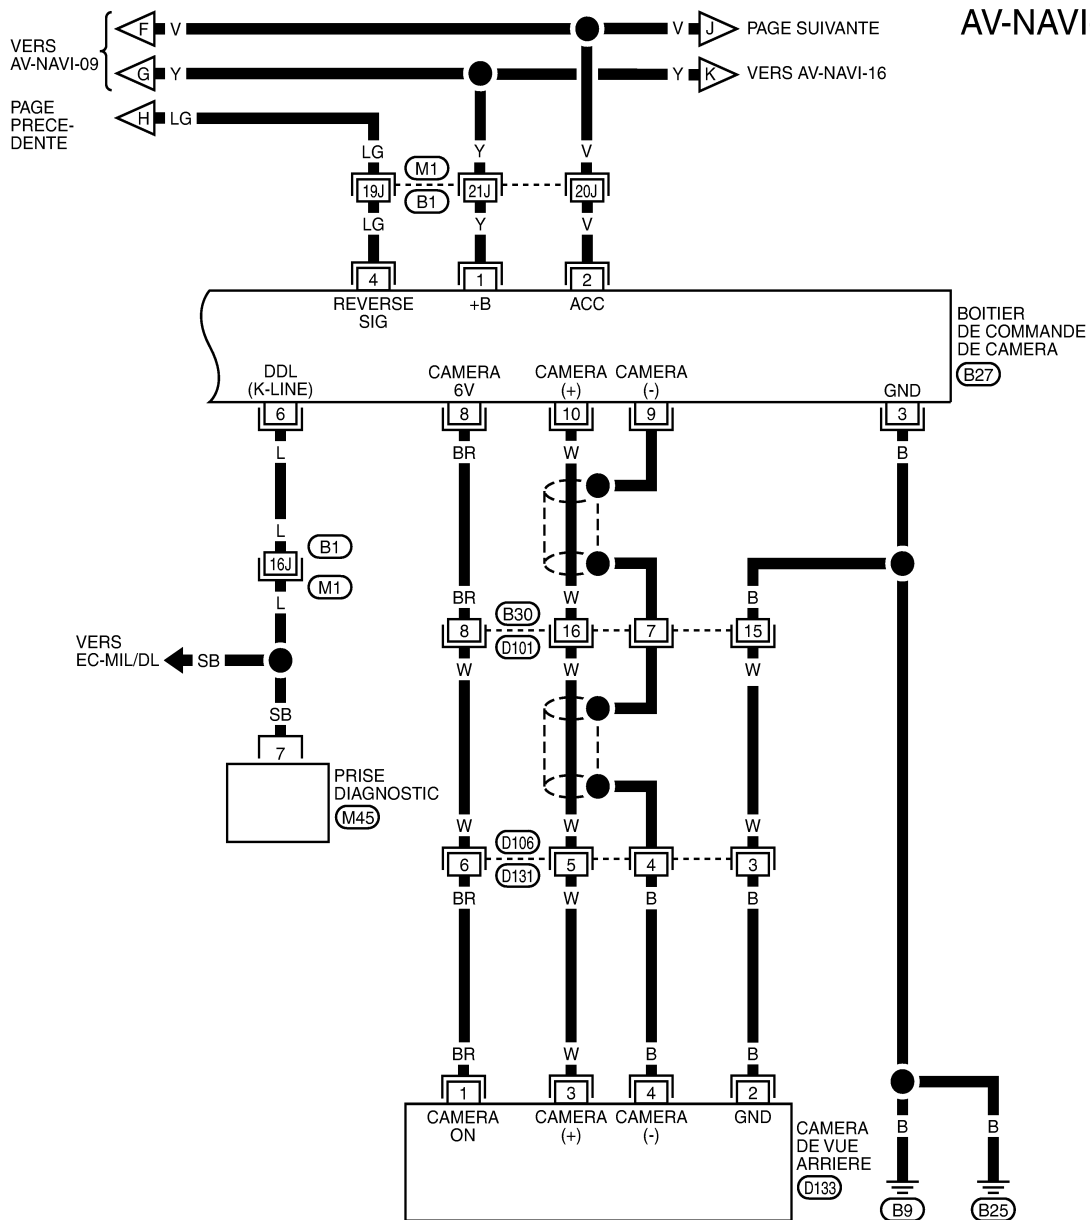 AV-NAVI
VERS
AV-NAVI-09
F V
V J PAGE SUIVANTE
G Y
Y K VERS AV-NAVI-16
PAGE
PRECE-
DENTE
H LG
LG Y V
M1
19J 21J 20J
B1
LG Y V
4 1 2
REVERSE
SIG
+B
ACC
BOITIER
DE COMMANDE
DE CAMERA
B27
DDL
(K-LINE)
CAMERA
6V
CAMERA
(+)
CAMERA
(-)
GND
6 8 10 9 3
L BR W B
L
B1
16J
M1
L
BR W B
B30
8 16 7 15
D101
W W W
VERS
EC-MIL/DL
SB
SB
7
PRISE
DIAGNOSTIC
M45
W W W
D106
6 5 4 3
D131
BR W B B
BR W B B
1 3 4 2
CAMERA
ON
CAMERA
(+)
CAMERA
(-)
GND
CAMERA
DE VUE
ARRIERE
D133
B B
B9 B25